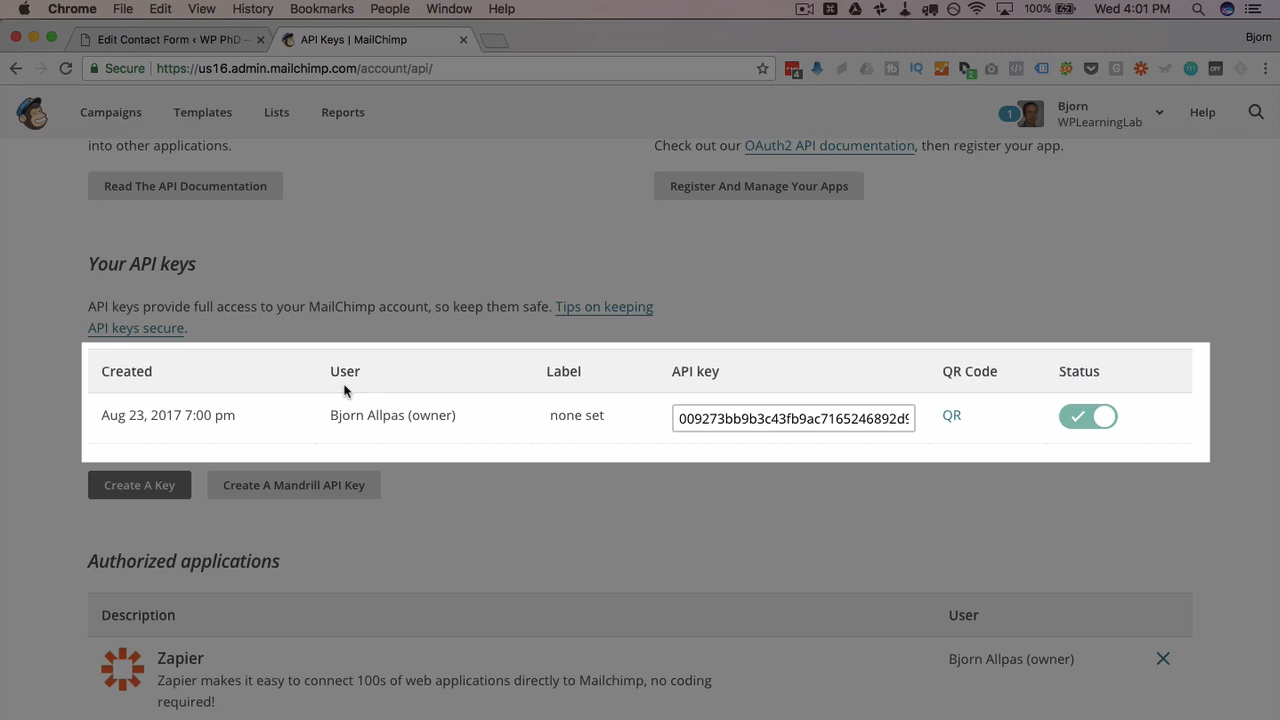 Chrome File Edit View History Bookmarks People Window Help 100% Wed 4:01 PM
Edit Contact Form ‹ WP PhD – API Keys | MailChimp Bjorn
Secure https://us16.admin.mailchimp.com/account/api/
Campaigns Templates Lists Reports 1 Bjorn Help
WPLearningLab
into other applications. Check out our OAuth2 API documentation, then register your app.
Read The API Documentation Register And Manage Your Apps
Your API keys
API keys provide full access to your MailChimp account, so keep them safe. Tips on keeping
API keys secure.
Created User Label API key QR Code Status
Aug 23, 2017 7:00 pm Bjorn Allpas (owner) none set 009273bb9b3c43fb9ac7165246892d9 QR
Create A Key Create A Mandrill API Key
Authorized applications
Description User
Zapier Bjorn Allpas (owner)
Zapier makes it easy to connect 100s of web applications directly to Mailchimp, no coding
required!